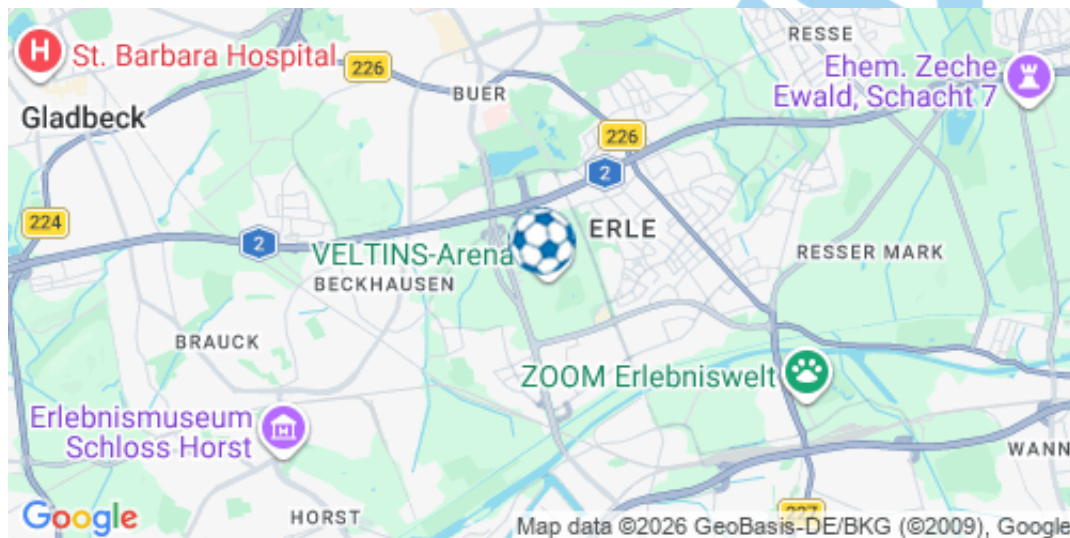 RESSE
H
St. Barbara Hospital
226
Ehem. Zeche
Ewald, Schacht 7
BUER
Gladbeck
226
2
224
ERLE
2
VELTINS-Arena
RESSER MARK
BECKHAUSEN
BRAUCK
ZOOM Erlebniswelt
Erlebnismuseum
Schloss Horst
WANN
Google
HORST
227
Map data ©2026 GeoBasis-DE/BKG (©2009), Google